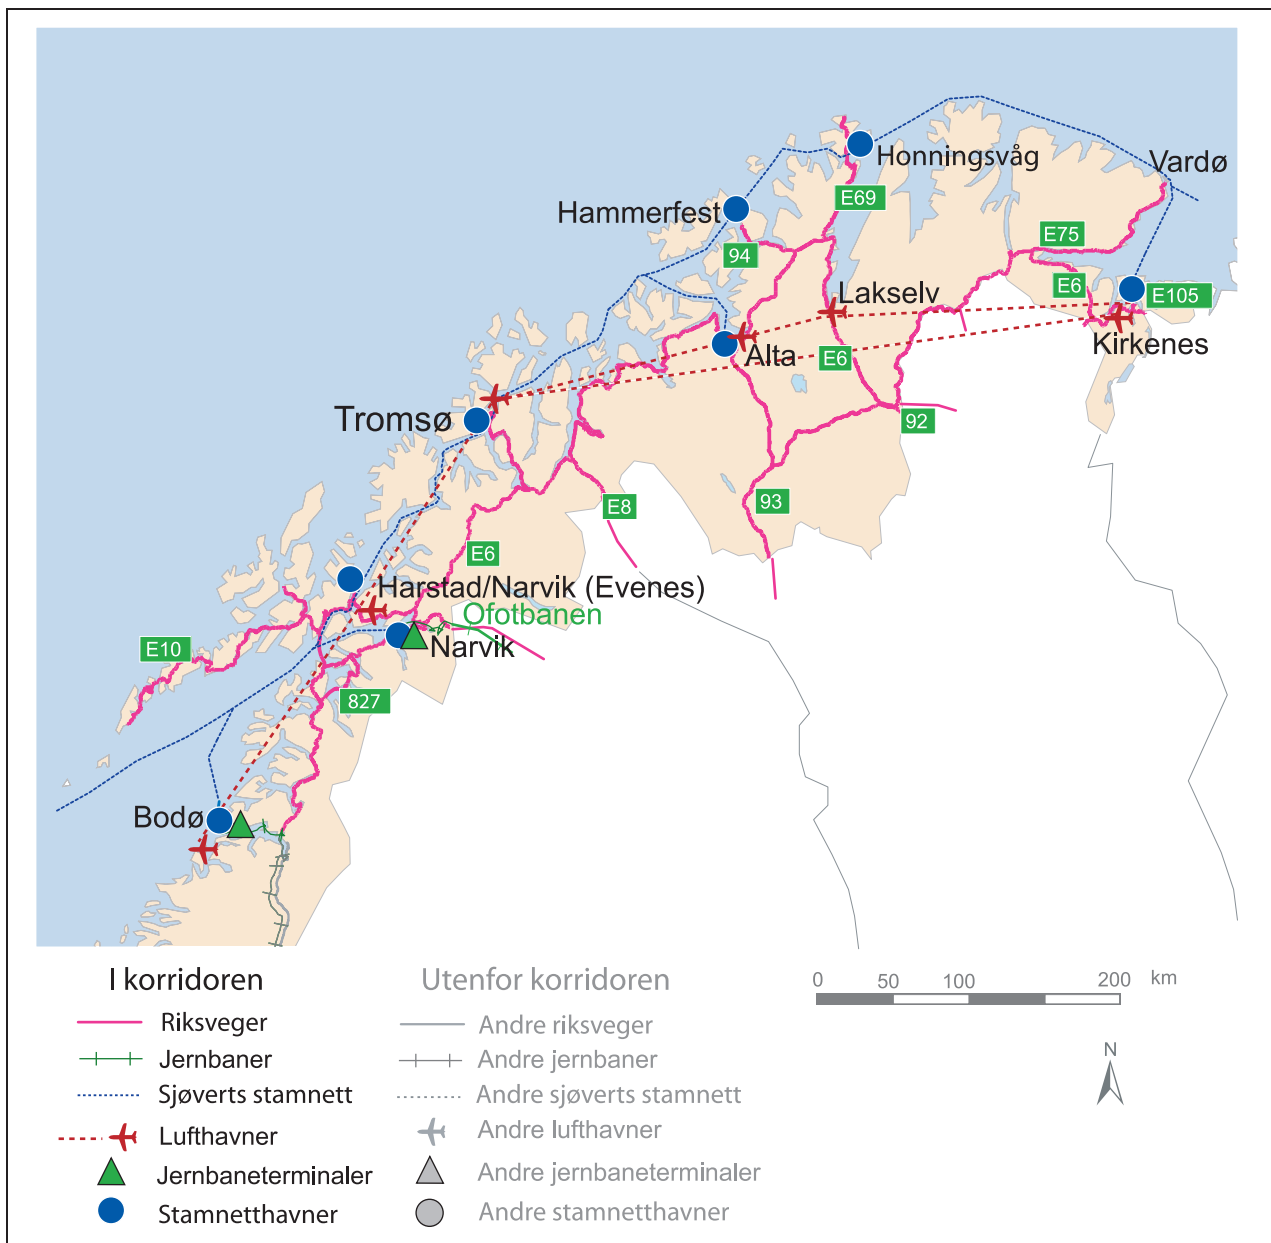 Honningsvåg
Vardø
E69
Hammerfest
E75
94
E6
E105
Lakselv
Kirkenes
Alta
E6
Tromsø
92
93
E8
E6
Harstad/Narvik (Evenes)
Ofotbanen
E10
Narvik
827
Bodø
I korridoren
Riksveger
Jernbaner
Sjøverts stamnett
Lufthavner
Jernbaneterminaler
Stamnetthavner
Utenfor korridoren
Andre riksveger
Andre jernbaner
Andre sjøverts stamnett
Andre lufthavner
Andre jernbaneterminaler
Andre stamnetthavner
0 50 100 200 km
N